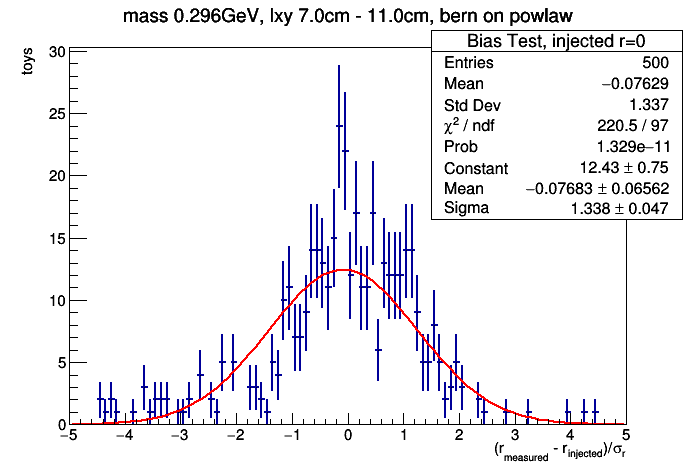 mass 0.296GeV, lxy 7.0cm - 11.0cm, bern on powlaw
toys
Bias Test, injected r=0
Entries 500
Mean −0.07629
Std Dev 1.337
χ² / ndf 220.5 / 97
Prob 1.329e−11
Constant 12.43 ± 0.75
Mean −0.07683 ± 0.06562
Sigma 1.338 ± 0.047
30
25
20
15
10
5
0
−5 −4 −3 −2 −1 0 1 2 3 4 5
(r_measured - r_injected)/σ_r